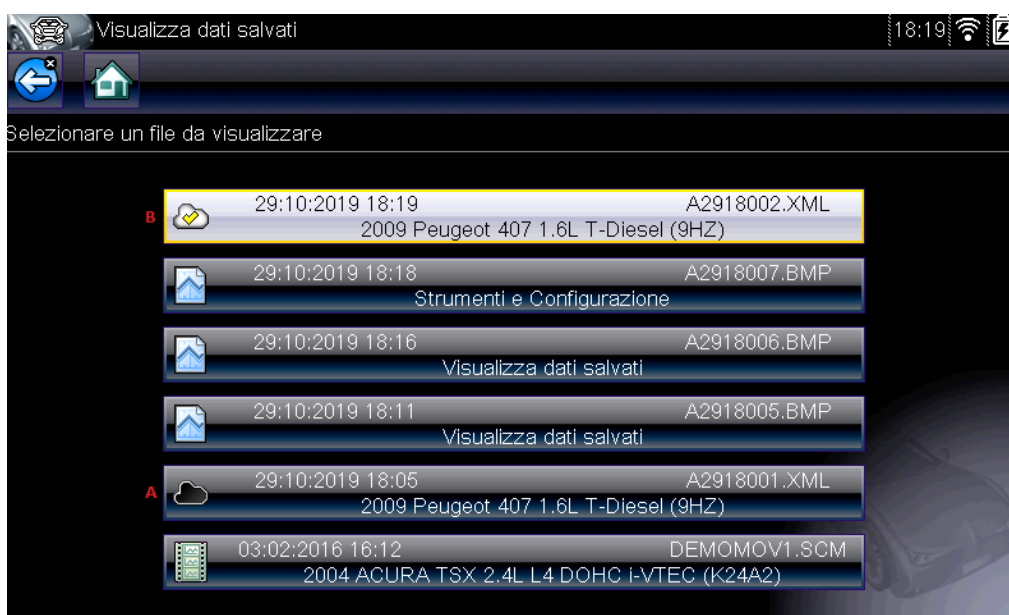 Visualizza dati salvati 18:19
Selezionare un file da visualizzare
B 29:10:2019 18:19 A2918002.XML
2009 Peugeot 407 1.6L T-Diesel (9HZ)
29:10:2019 18:18 A2918007.BMP
Strumenti e Configurazione
29:10:2019 18:16 A2918006.BMP
Visualizza dati salvati
29:10:2019 18:11 A2918005.BMP
Visualizza dati salvati
A 29:10:2019 18:05 A2918001.XML
2009 Peugeot 407 1.6L T-Diesel (9HZ)
03:02:2016 16:12 DEMOMOV1.SCM
2004 ACURA TSX 2.4L L4 DOHC i-VTEC (K24A2)